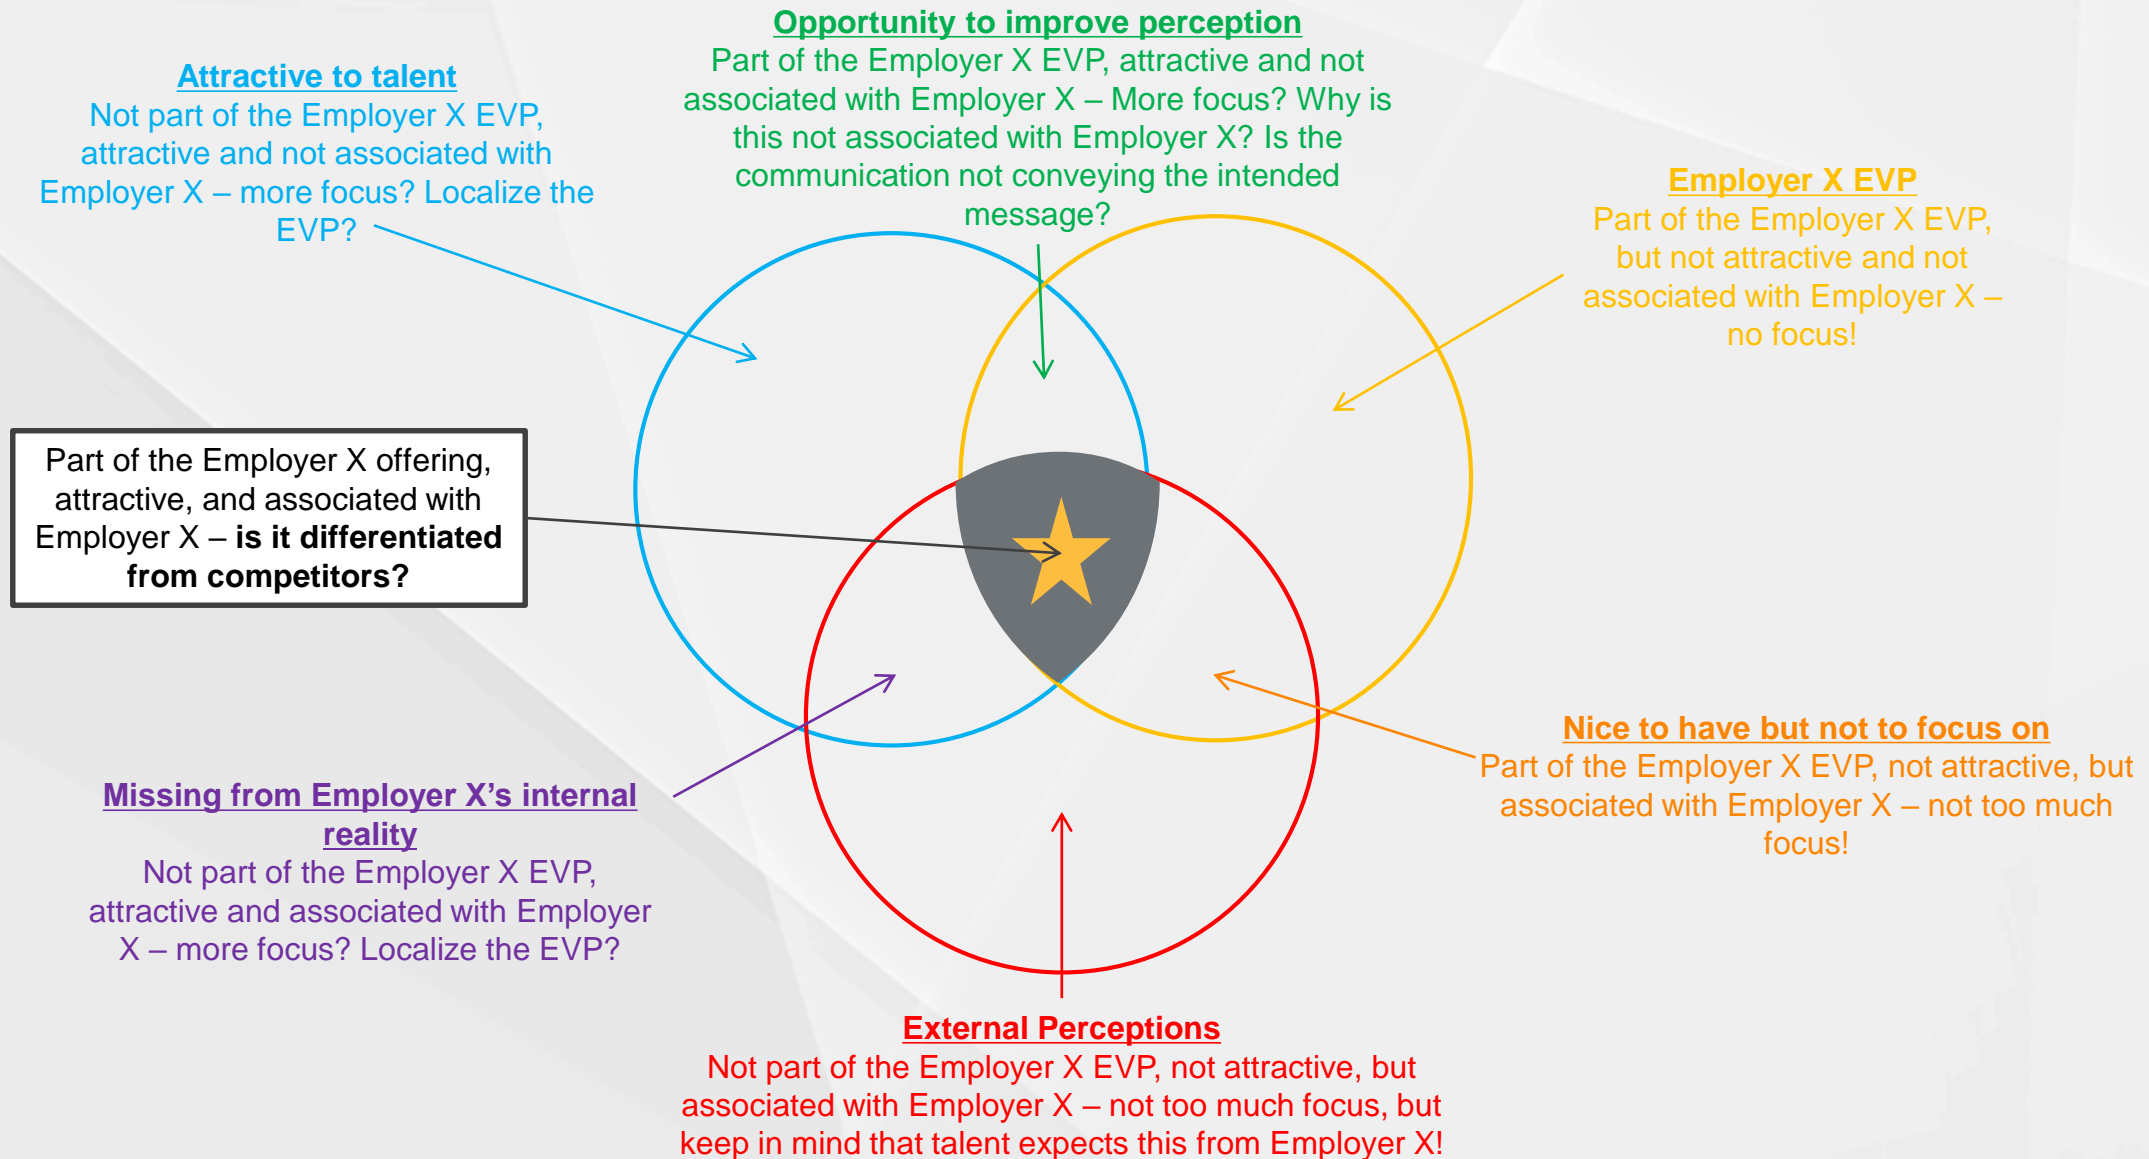 Opportunity to improve perception
Part of the Employer X EVP, attractive and not
associated with Employer X – More focus? Why is
this not associated with Employer X? Is the
communication not conveying the intended
message?
Attractive to talent
Not part of the Employer X EVP,
attractive and not associated with
Employer X – more focus? Localize the
EVP?
Employer X EVP
Part of the Employer X EVP,
but not attractive and not
associated with Employer X –
no focus!
Part of the Employer X offering,
attractive, and associated with
Employer X – is it differentiated
from competitors?
Missing from Employer X’s internal
reality
Not part of the Employer X EVP,
attractive and associated with Employer
X – more focus? Localize the EVP?
Nice to have but not to focus on
Part of the Employer X EVP, not attractive, but
associated with Employer X – not too much
focus!
External Perceptions
Not part of the Employer X EVP, not attractive, but
associated with Employer X – not too much focus, but
keep in mind that talent expects this from Employer X!